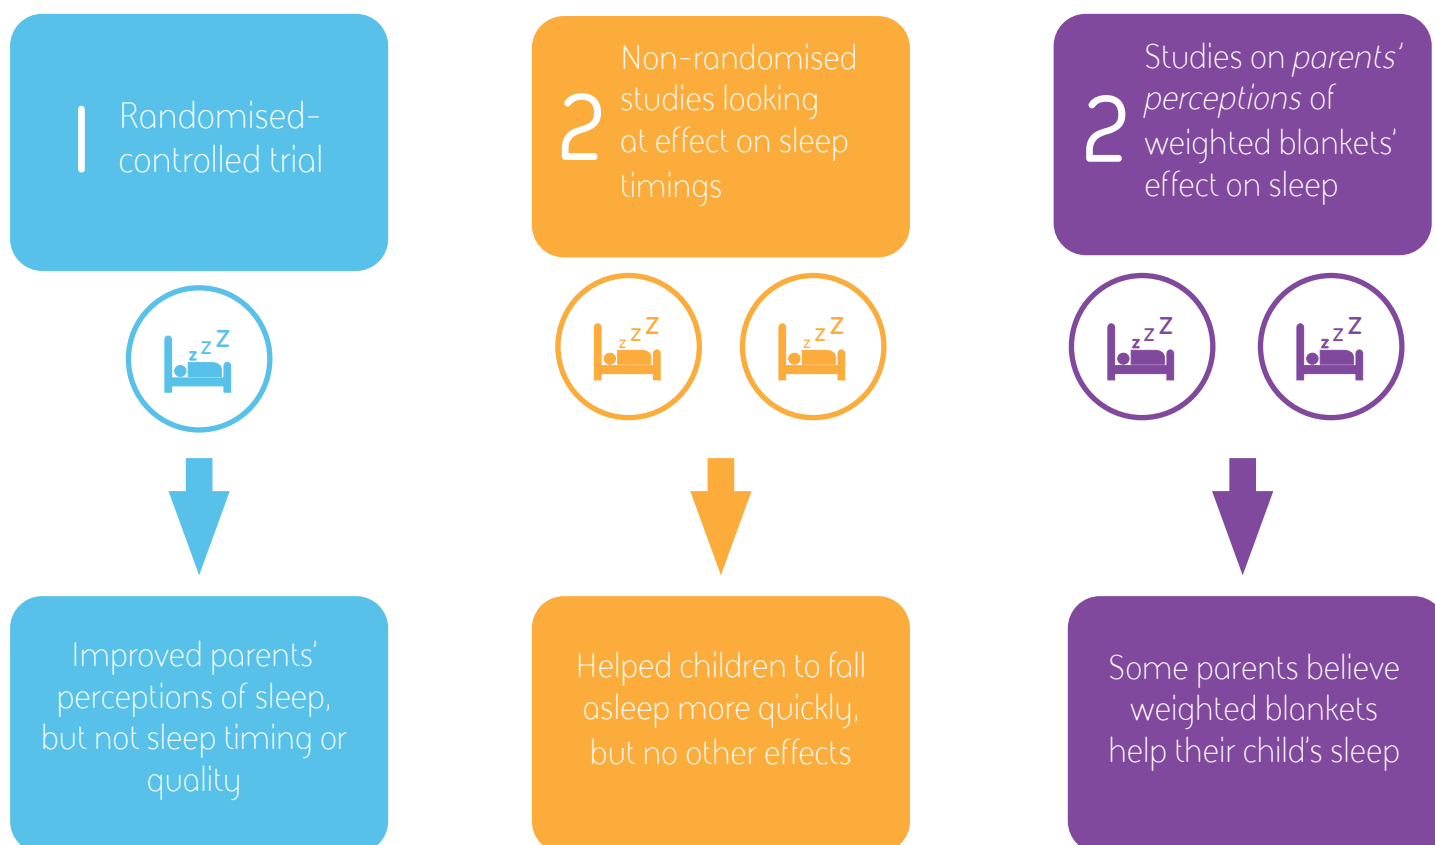 1
Randomised-
controlled trial
z z Z
Improved parents'
perceptions of sleep,
but not sleep timing or
quality
2
Non-randomised
studies looking
at effect on sleep
timings
z z Z
z z Z
Helped children to fall
asleep more quickly,
but no other effects
2
Studies on parents'
perceptions of
weighted blankets'
effect on sleep
z z Z
z z Z
Some parents believe
weighted blankets
help their child's sleep